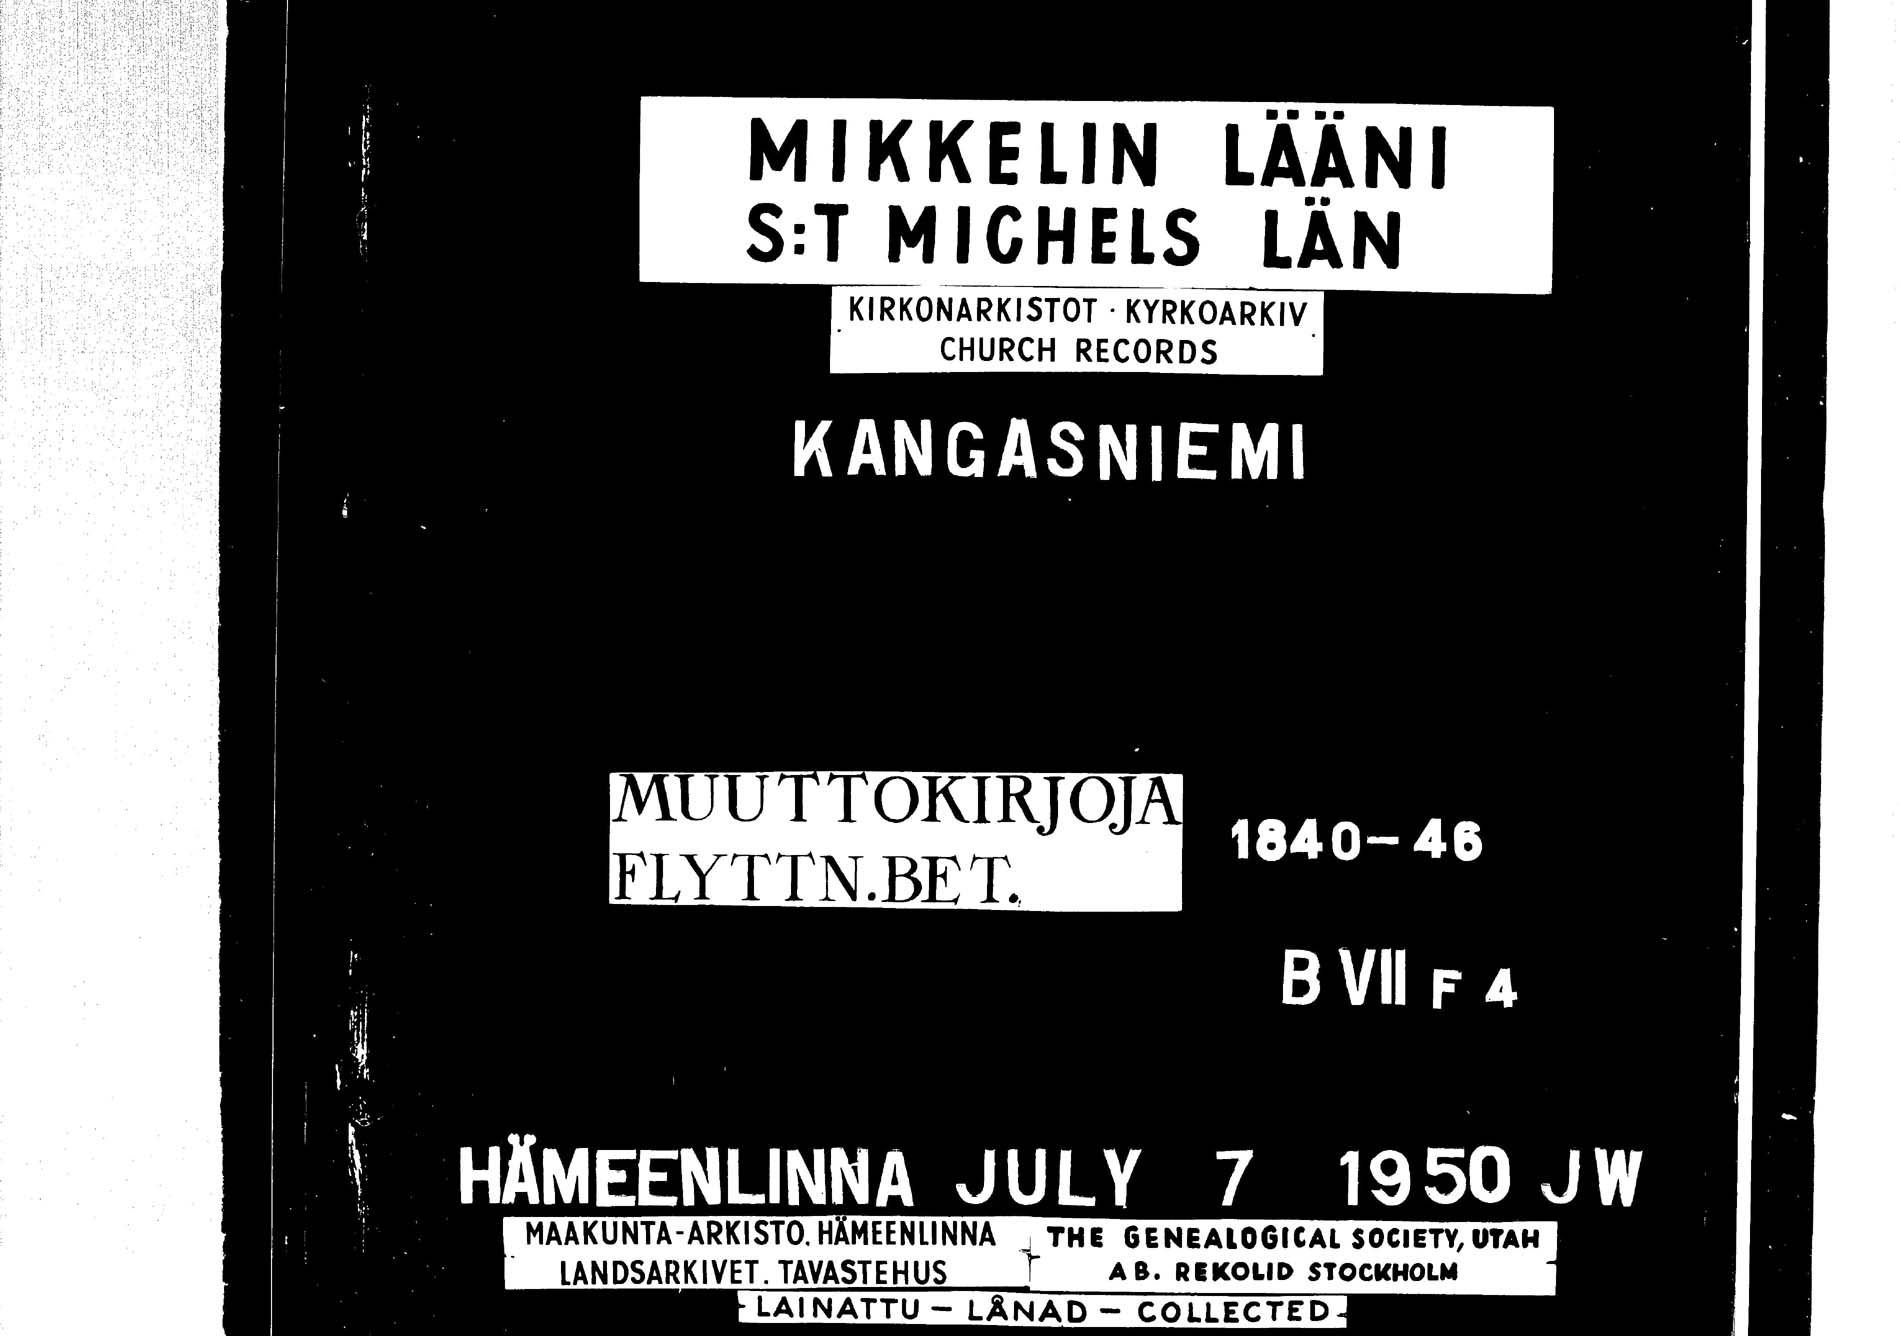 MIKKELIN LÄÄNI
S:T MICHELS LÄN
KIRKONARKISTOT · KYRKOARKIV
CHURCH RECORDS
KANGASNIEMI
MUUTTOKIRJOJA
FLYTTN.BET.
1840-46
B VII F 4
HÄMEENLINNA JULY 7 1950 JW
MAAKUNTA-ARKISTO. HÄMEENLINNA
LANDSARKIVET. TAVASTEHUS
THE GENEALOGICAL SOCIETY, UTAH
AB. REKOLID STOCKHOLM
LAINATTU – LÅNAD – COLLECTED